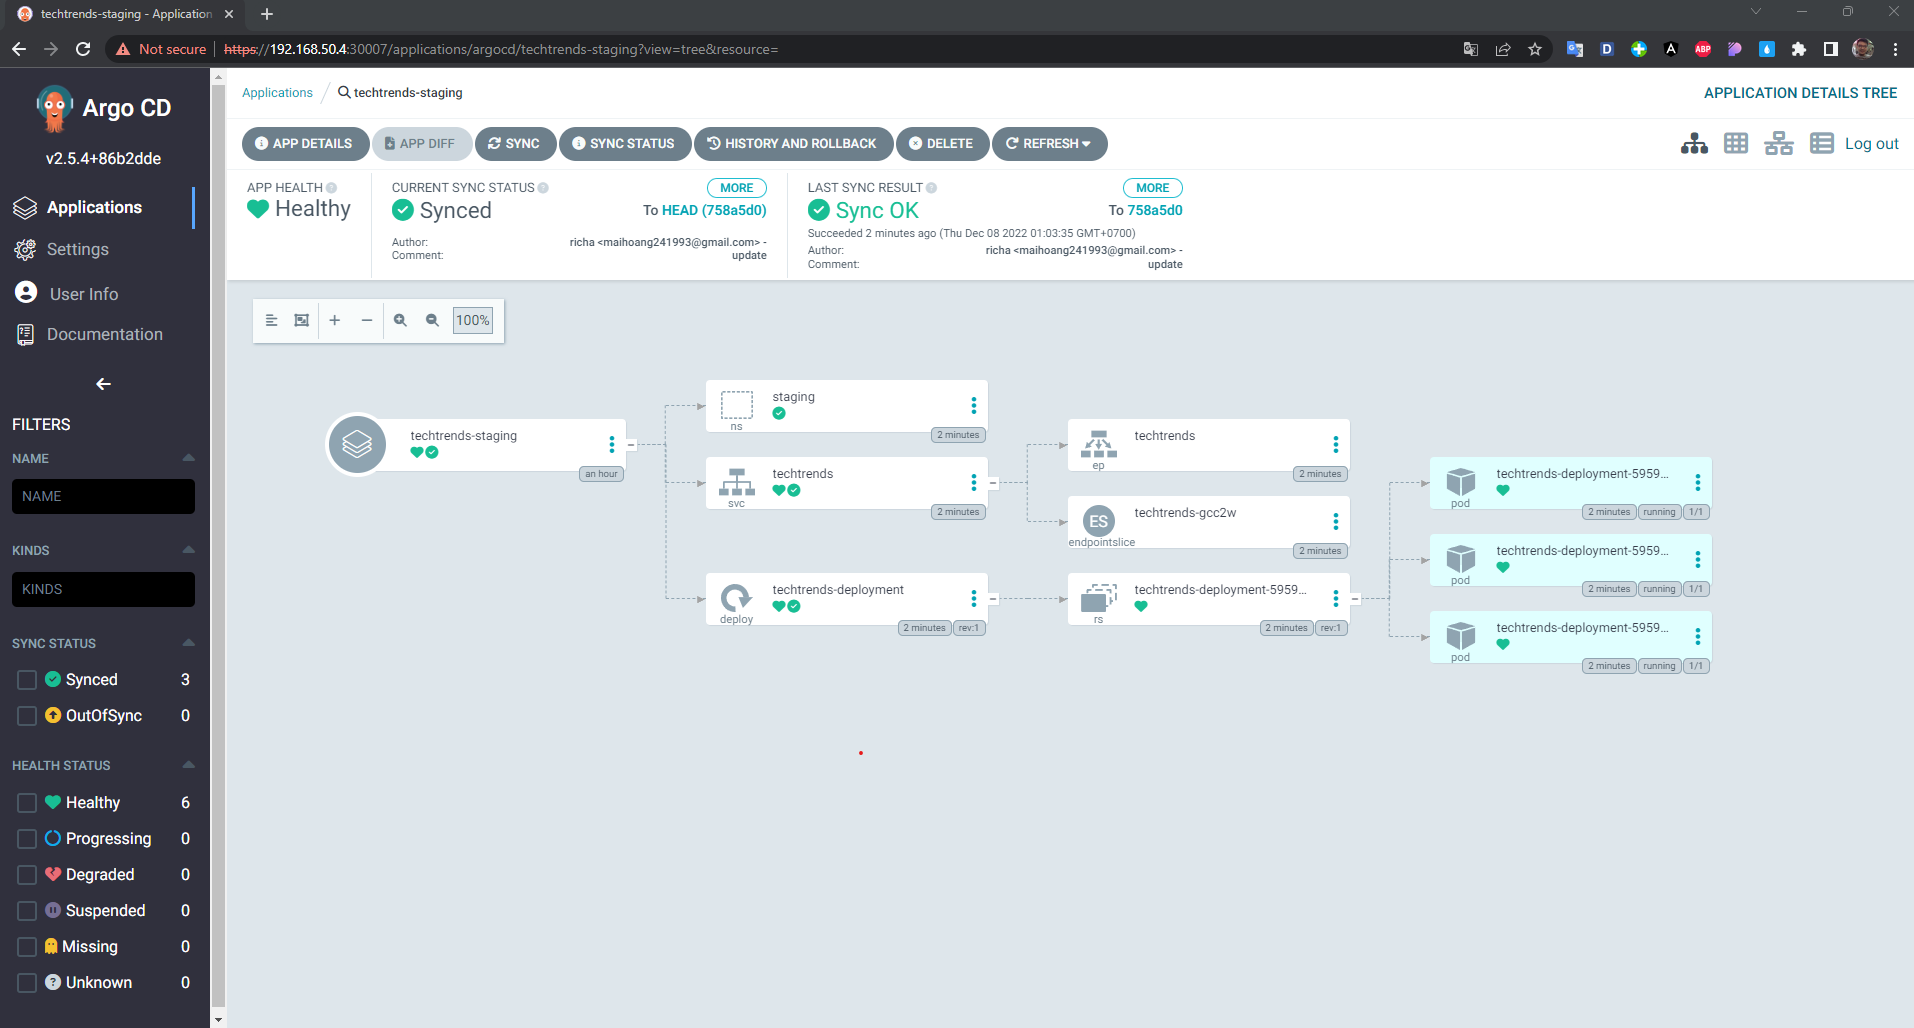 techtrends-staging - Application
Not secure
https://192.168.50.4:30007/applications/argocd/techtrends-staging?view=tree&resource=
D
A
ABP
Argo CD
v2.5.4+86b2dde
Applications
Settings
User Info
Documentation
FILTERS
NAME
NAME
KINDS
KINDS
SYNC STATUS
Synced 3
OutOfSync 0
HEALTH STATUS
Healthy 6
Progressing 0
Degraded 0
Suspended 0
Missing 0
Unknown 0
Applications / techtrends-staging
APPLICATION DETAILS TREE
APP DETAILS
APP DIFF
SYNC
SYNC STATUS
HISTORY AND ROLLBACK
DELETE
REFRESH
Log out
APP HEALTH
Healthy
CURRENT SYNC STATUS
MORE
Synced
To HEAD (758a5d0)
Author: richa <maihoang241993@gmail.com> -
Comment: update
LAST SYNC RESULT
MORE
Sync OK
To 758a5d0
Succeeded 2 minutes ago (Thu Dec 08 2022 01:03:35 GMT+0700)
Author: richa <maihoang241993@gmail.com> -
Comment: update
100%
techtrends-staging
an hour
staging
ns
2 minutes
techtrends
svc
2 minutes
techtrends-deployment
deploy
2 minutes rev:1
techtrends
ep
2 minutes
ES
techtrends-gcc2w
endpointslice
2 minutes
techtrends-deployment-5959...
rs
2 minutes rev:1
techtrends-deployment-5959...
pod
2 minutes running 1/1
techtrends-deployment-5959...
pod
2 minutes running 1/1
techtrends-deployment-5959...
pod
2 minutes running 1/1